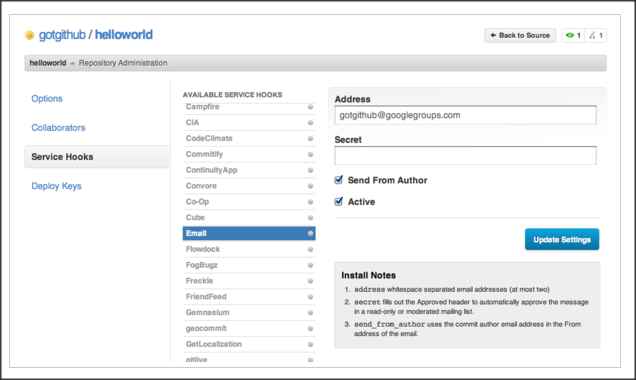 gotgithub / helloworld
Back to Source
1
1
helloworld → Repository Administration
Options
Collaborators
Service Hooks
Deploy Keys
AVAILABLE SERVICE HOOKS
Campfire
CIA
CodeClimate
Commitify
ContinuityApp
Convore
Co-Op
Cube
Email
Flowdock
FogBugz
Freckle
FriendFeed
Gemnasium
geocommit
GetLocalization
gitlive
Address
gotgithub@googlegroups.com
Secret
Send From Author
Active
Update Settings
Install Notes
1. address whitespace separated email addresses (at most two)
2. secret fills out the Approved header to automatically approve the message
in a read-only or moderated mailing list.
3. send_from_author uses the commit author email address in the From
address of the email.